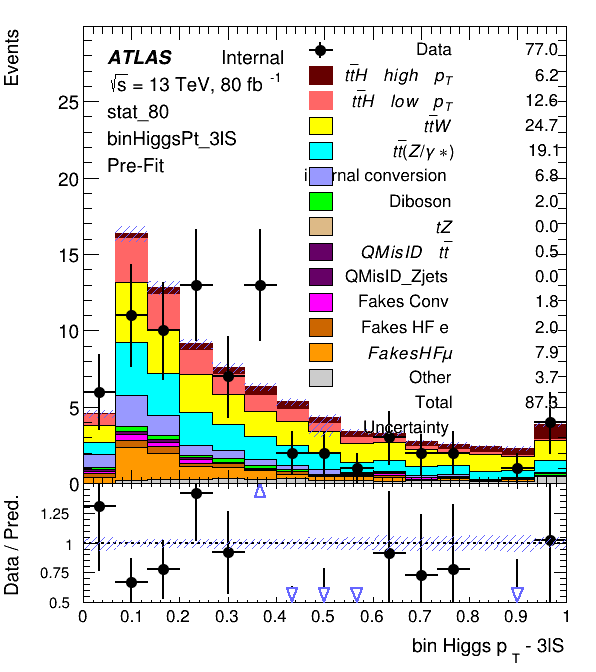 Events
ATLAS Internal
√s = 13 TeV, 80 fb -1
stat_80
binHiggsPt_3lS
Pre-Fit
Data 77.0
tt̄H high pT 6.2
tt̄H low pT 12.6
tt̄W 24.7
tt̄(Z/γ*) 19.1
internal conversion 6.8
Diboson 2.0
tZ 0.0
QMisID tt̄ 0.5
QMisID_Zjets 0.0
Fakes Conv 1.8
Fakes HF e 2.0
FakesHFμ 7.9
Other 3.7
Total 87.3
Uncertainty
25
20
15
10
5
0
Data / Pred.
1.25
1
0.75
0.5
0 0.1 0.2 0.3 0.4 0.5 0.6 0.7 0.8 0.9 1
bin Higgs p T - 3lS